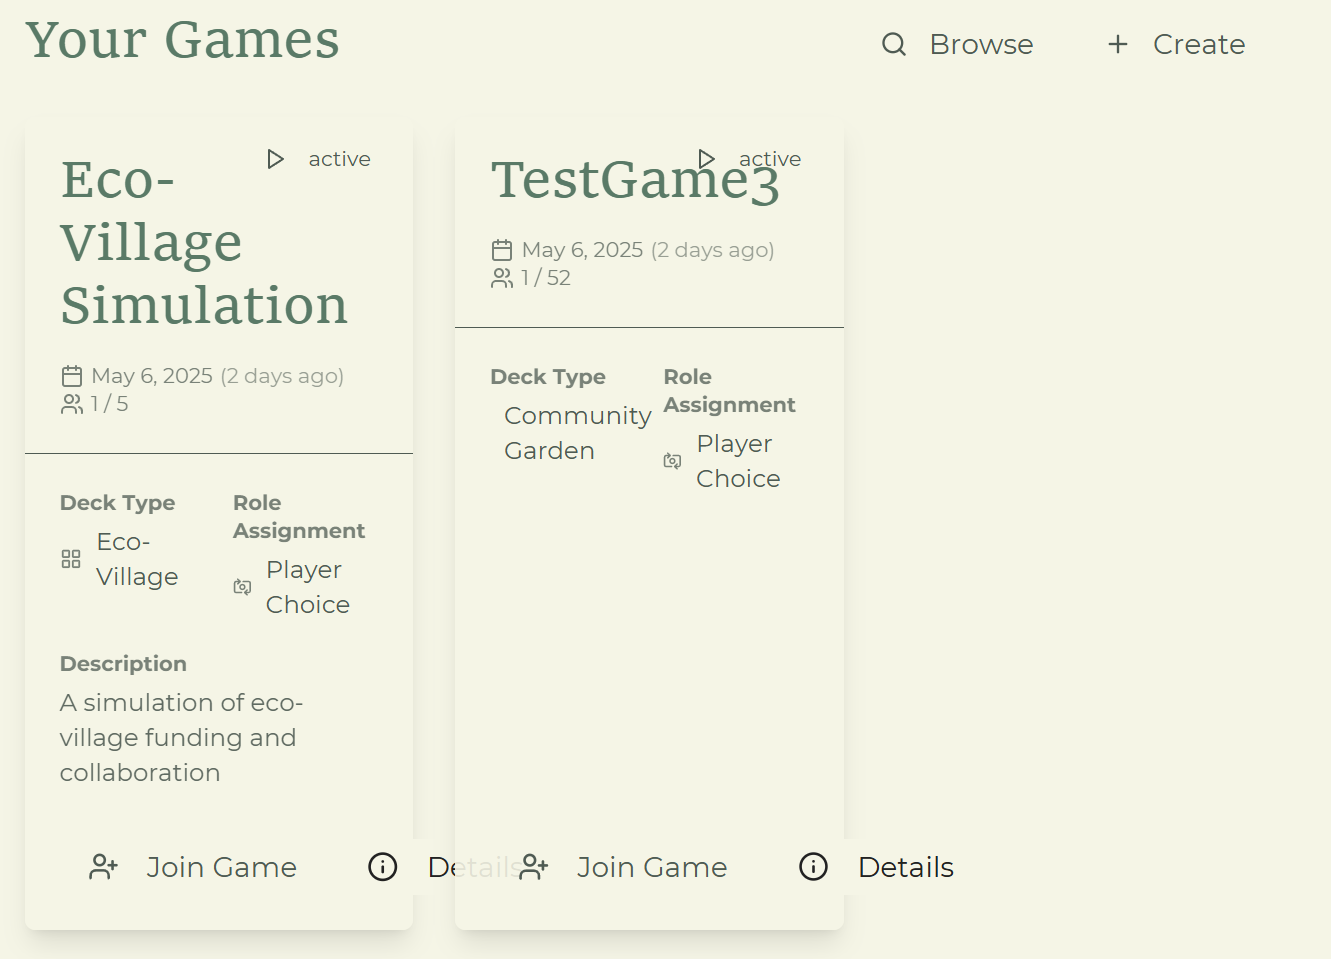 Your Games
Browse
Create
active
Eco-
Village
Simulation
May 6, 2025 (2 days ago)
1 / 5
Deck Type
Eco-
Village
Role
Assignment
Player
Choice
Description
A simulation of eco-
village funding and
collaboration
Join Game
Details
active
TestGame3
May 6, 2025 (2 days ago)
1 / 52
Deck Type
Community
Garden
Role
Assignment
Player
Choice
Join Game
Details